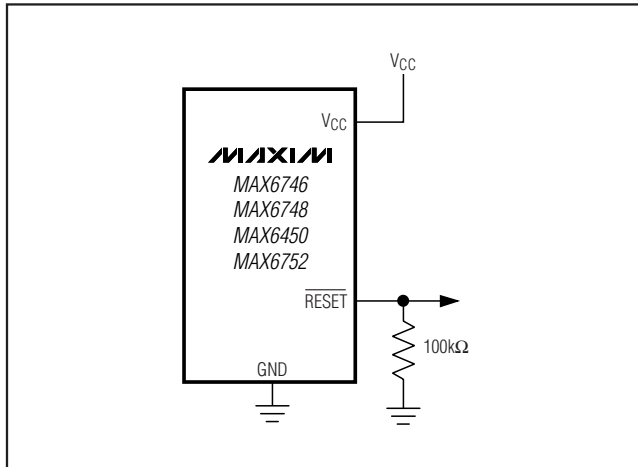 VCC
VCC
MAXIM
MAX6746
MAX6748
MAX6450
MAX6752
RESET
100kΩ
GND